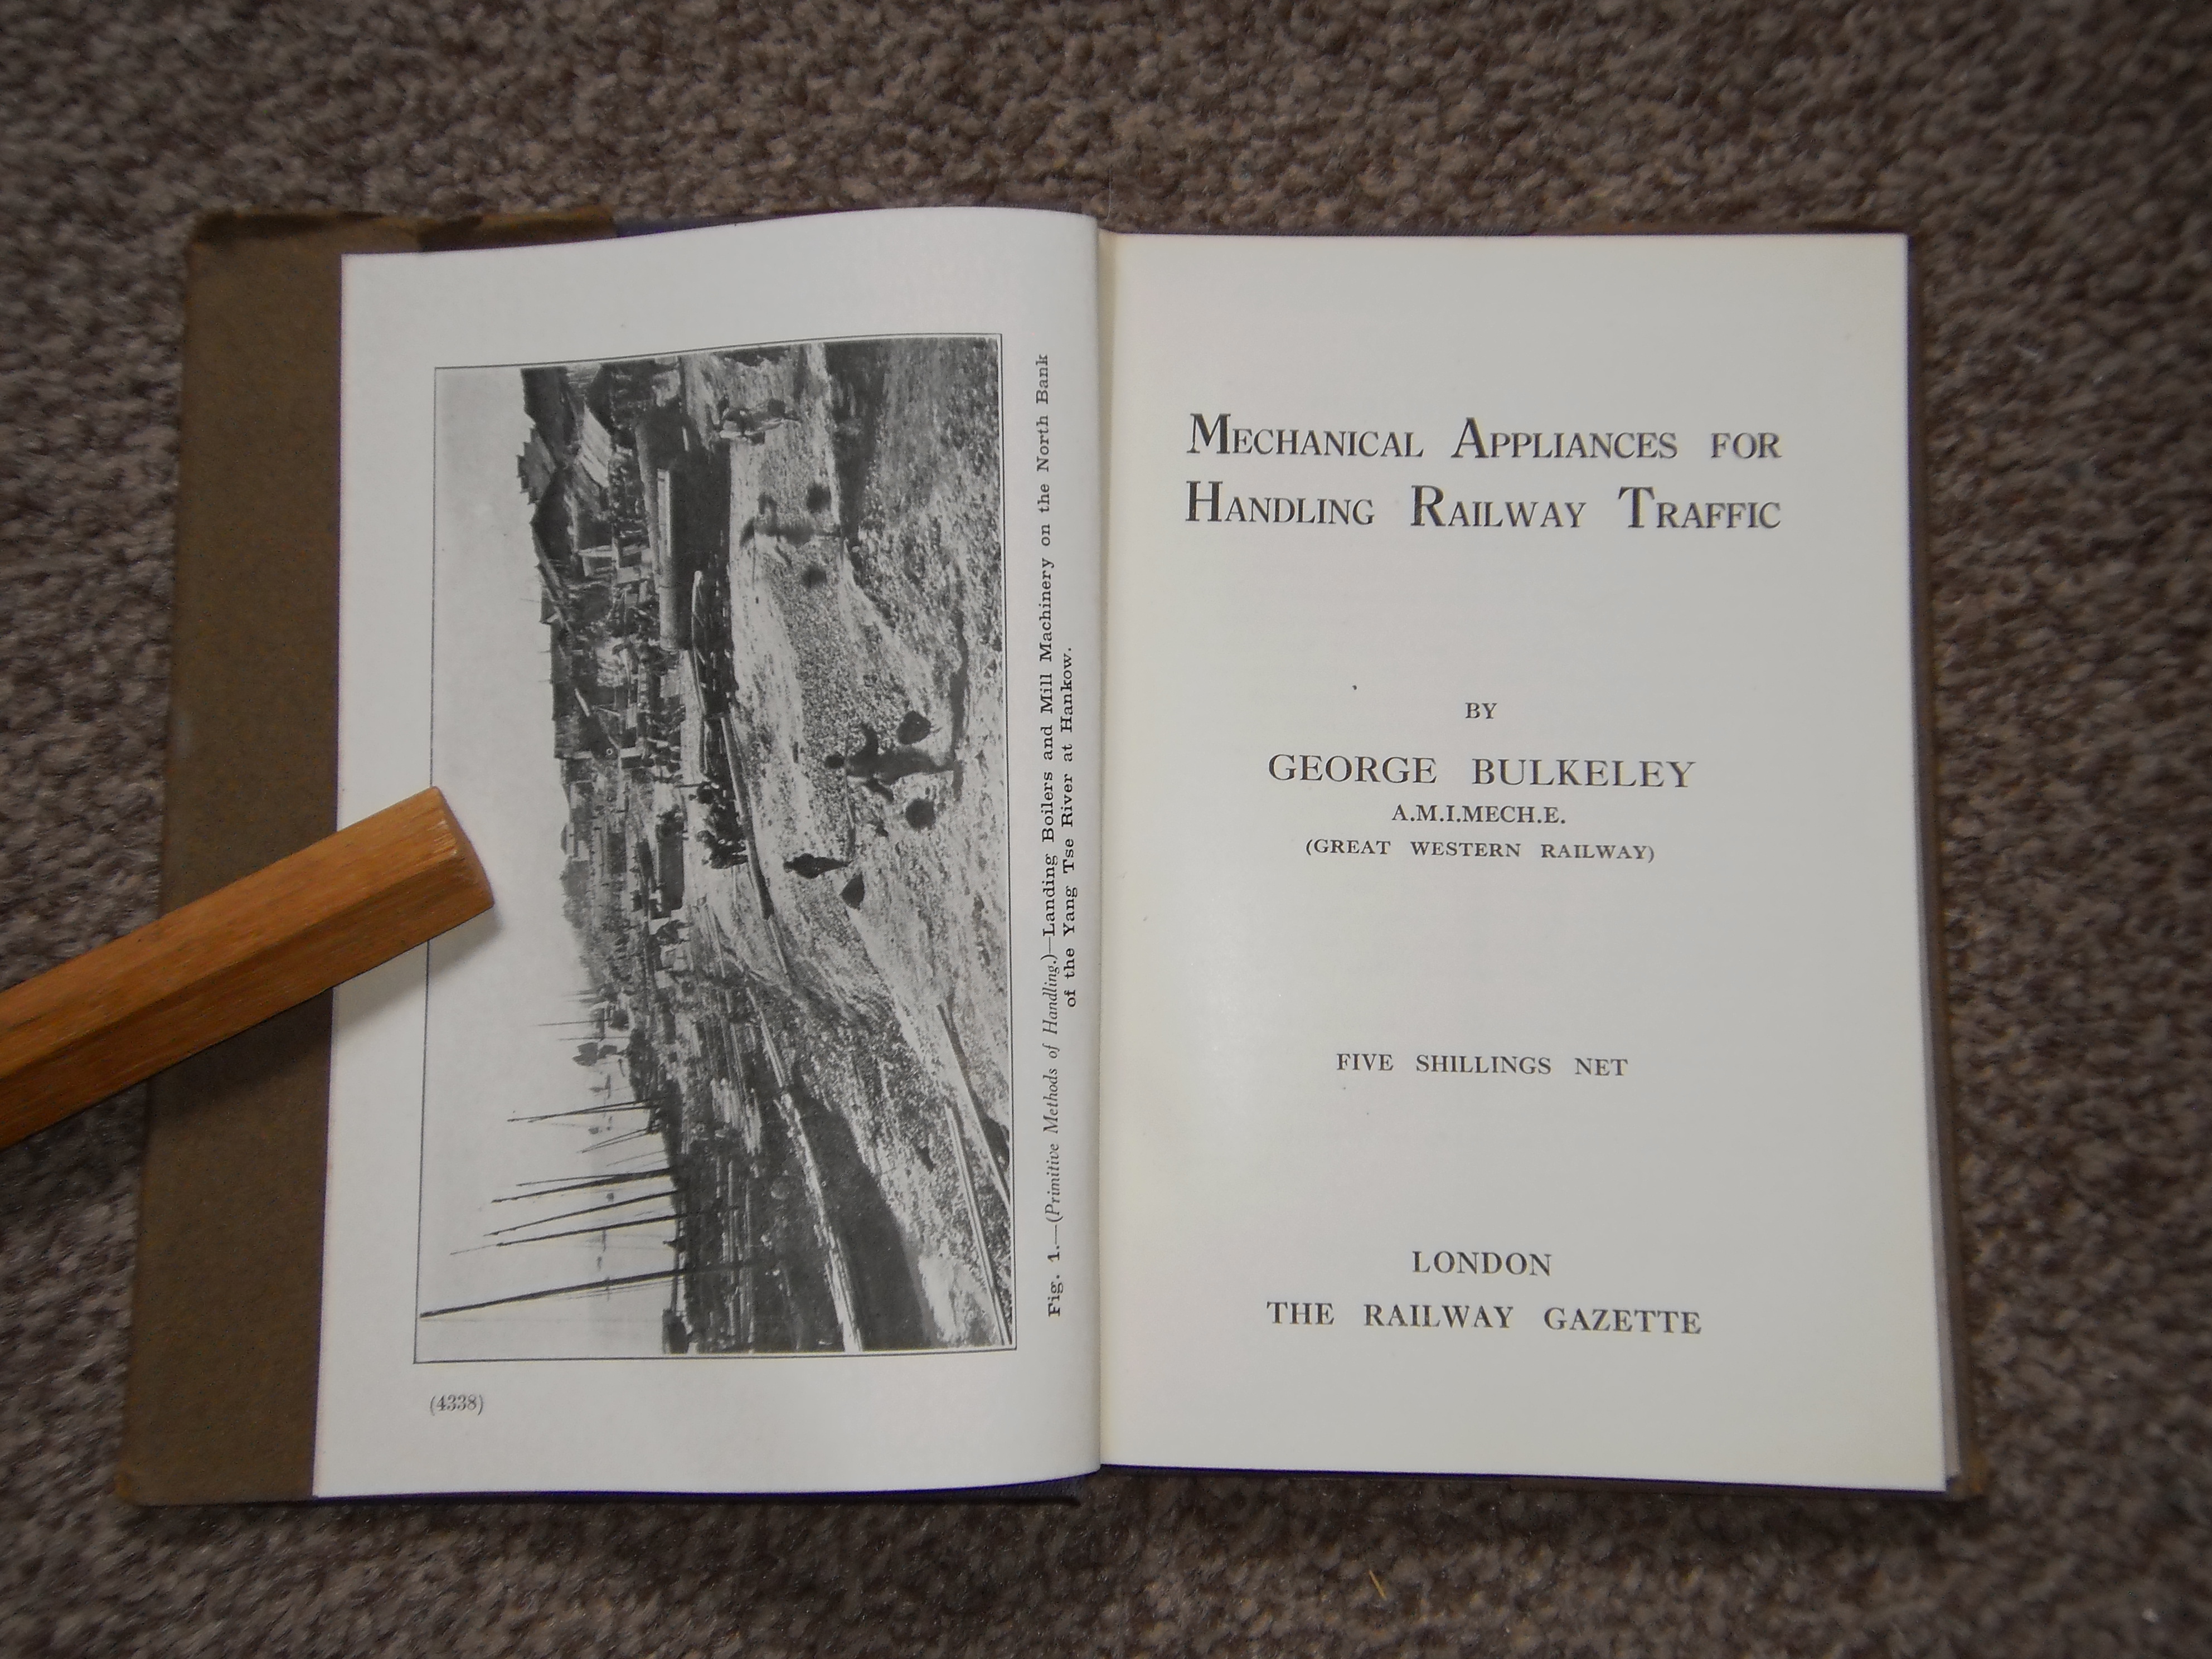 Fig. 1.—(Primitive Methods of Handling.)—Landing Boilers and Mill Machinery on the North Bank
of the Yang Tse River at Hankow.
(4338)
MECHANICAL APPLIANCES FOR
HANDLING RAILWAY TRAFFIC
BY
GEORGE BULKELEY
A.M.I.MECH.E.
(GREAT WESTERN RAILWAY)
FIVE SHILLINGS NET
LONDON
THE RAILWAY GAZETTE